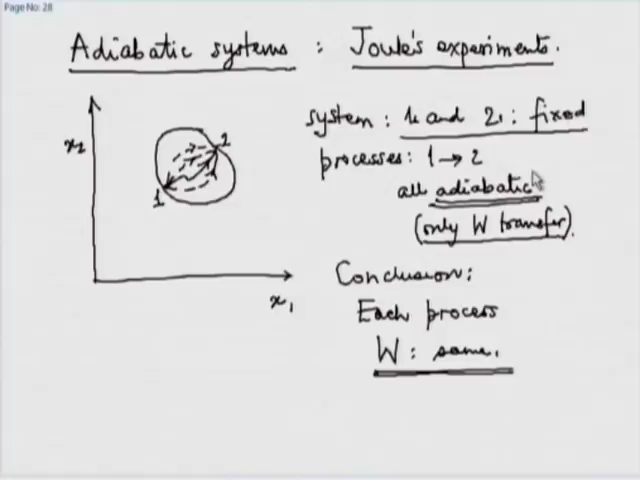 Page No: 28
Adiabatic systems : Joule's experiments.
system : 1, and 2, : fixed
x2
2
processes : 1 → 2
1
all adiabatic
(only W transfer).
x1
Conclusion:
Each process
W : same.